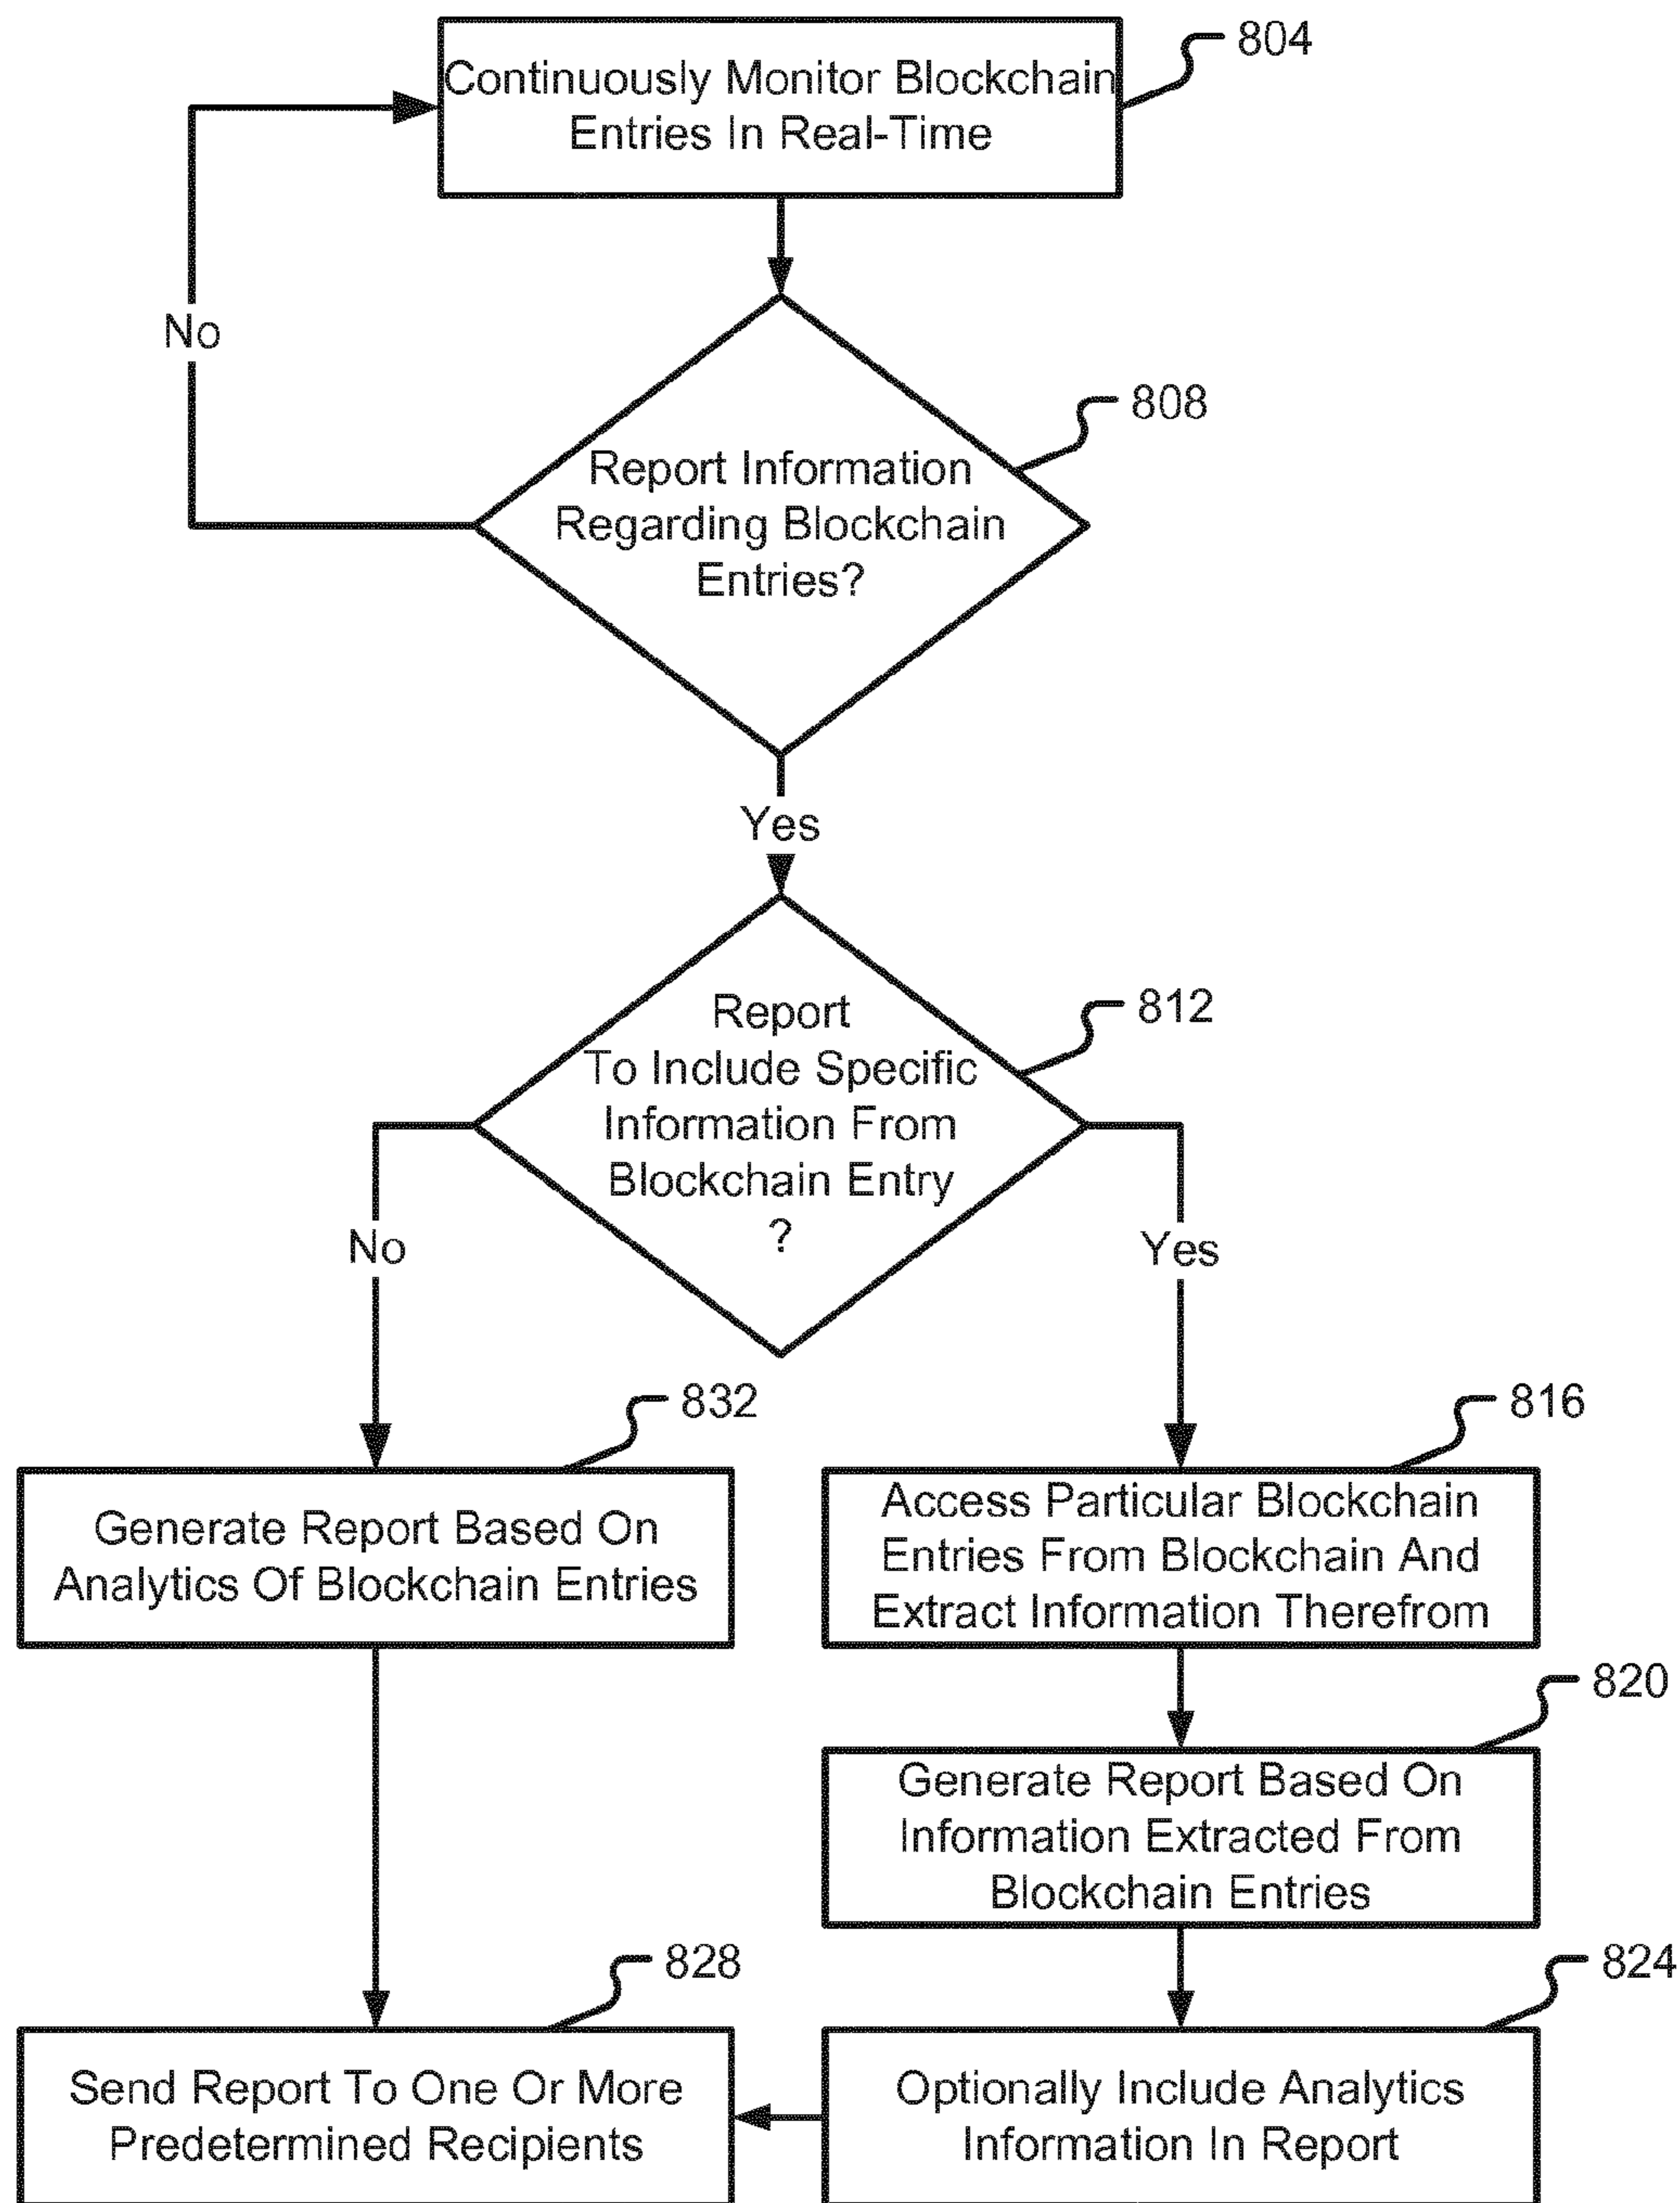 804
Continuously Monitor Blockchain
Entries In Real-Time
No
808
Report Information
Regarding Blockchain
Entries?
Yes
812
Report
To Include Specific
Information From
Blockchain Entry
?
No
Yes
832
816
Generate Report Based On
Analytics Of Blockchain Entries
Access Particular Blockchain
Entries From Blockchain And
Extract Information Therefrom
820
Generate Report Based On
Information Extracted From
Blockchain Entries
828
824
Send Report To One Or More
Predetermined Recipients
Optionally Include Analytics
Information In Report